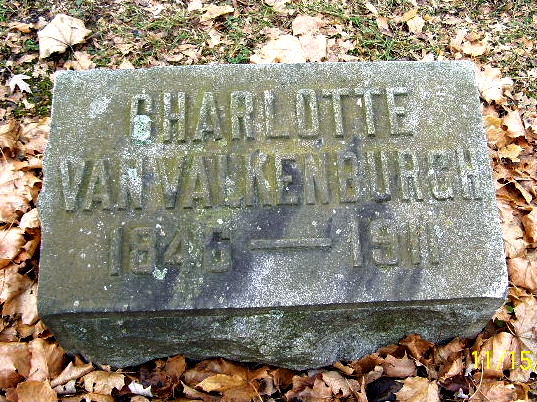 CHARLOTTE
VAN VALKENBURGH
1846 — 1911
11/15